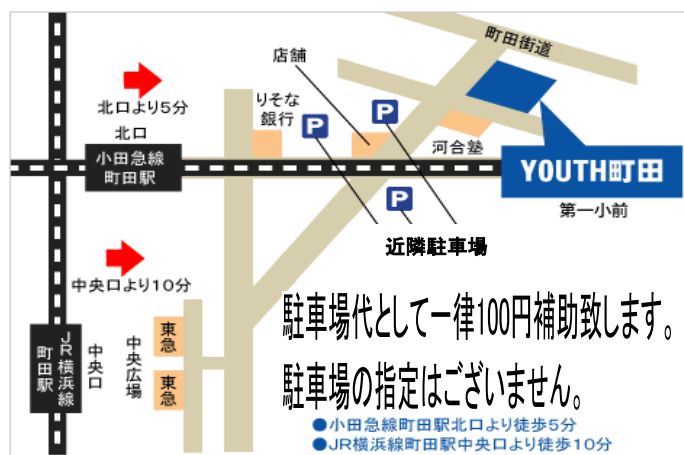 町田街道
店舗
北口より5分
りそな
銀行
P
P
北口
河合塾
小田急線
町田駅
YOUTH町田
P
第一小前
近隣駐車場
中央口より10分
駐車場代として一律100円補助致します。
東急
中央広場
中央口
JR横浜線
町田駅
東急
駐車場の指定はございません。
●小田急線町田駅北口より徒歩5分
●JR横浜線町田駅中央口より徒歩10分